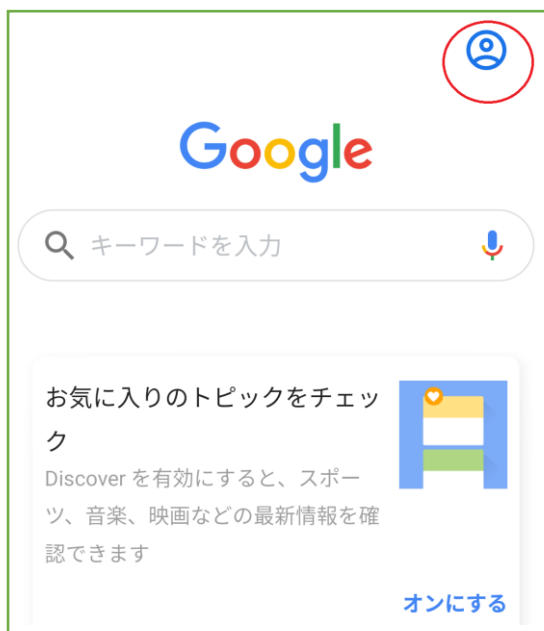 Google
キーワードを入力
お気に入りのトピックをチェッ
ク
Discover を有効にすると、スポー
ツ、音楽、映画などの最新情報を確
認できます
オンにする